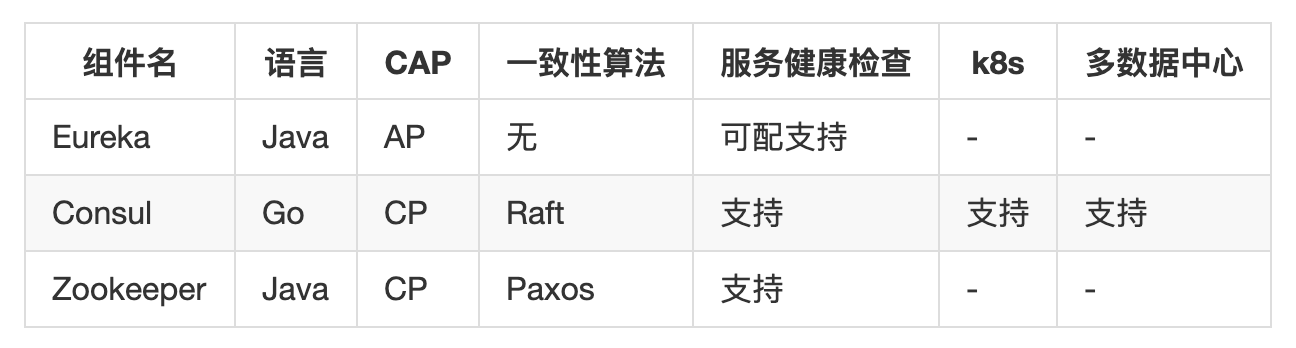 组件名 语言 CAP 一致性算法 服务健康检查 k8s 多数据中心
Eureka Java AP 无 可配支持 - -
Consul Go CP Raft 支持 支持 支持
Zookeeper Java CP Paxos 支持 - -